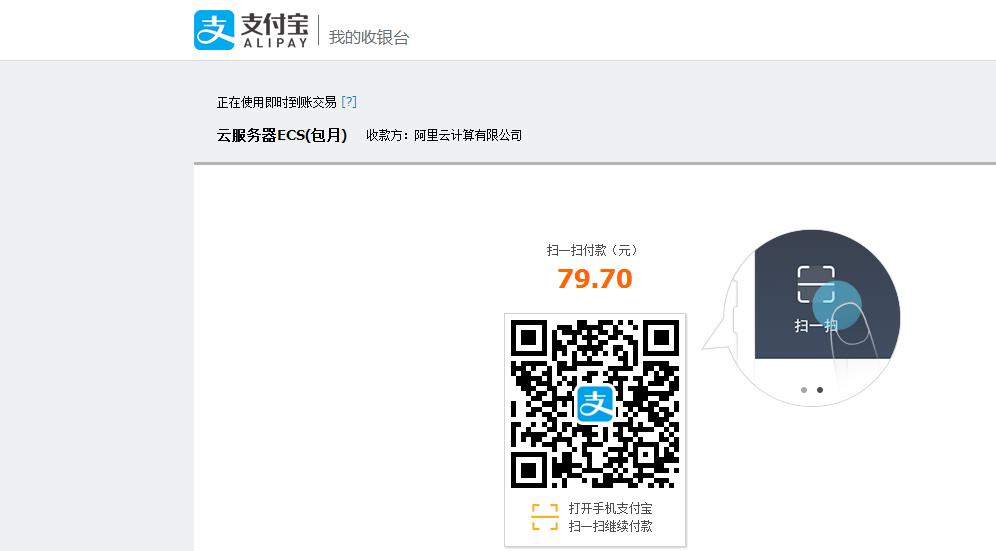 支付宝
ALIPAY
我的收银台
正在使用即时到账交易 [?]
云服务器ECS(包月) 收款方：阿里云计算有限公司
扫一扫付款（元）
79.70
扫一扫
支
打开手机支付宝
扫一扫继续付款